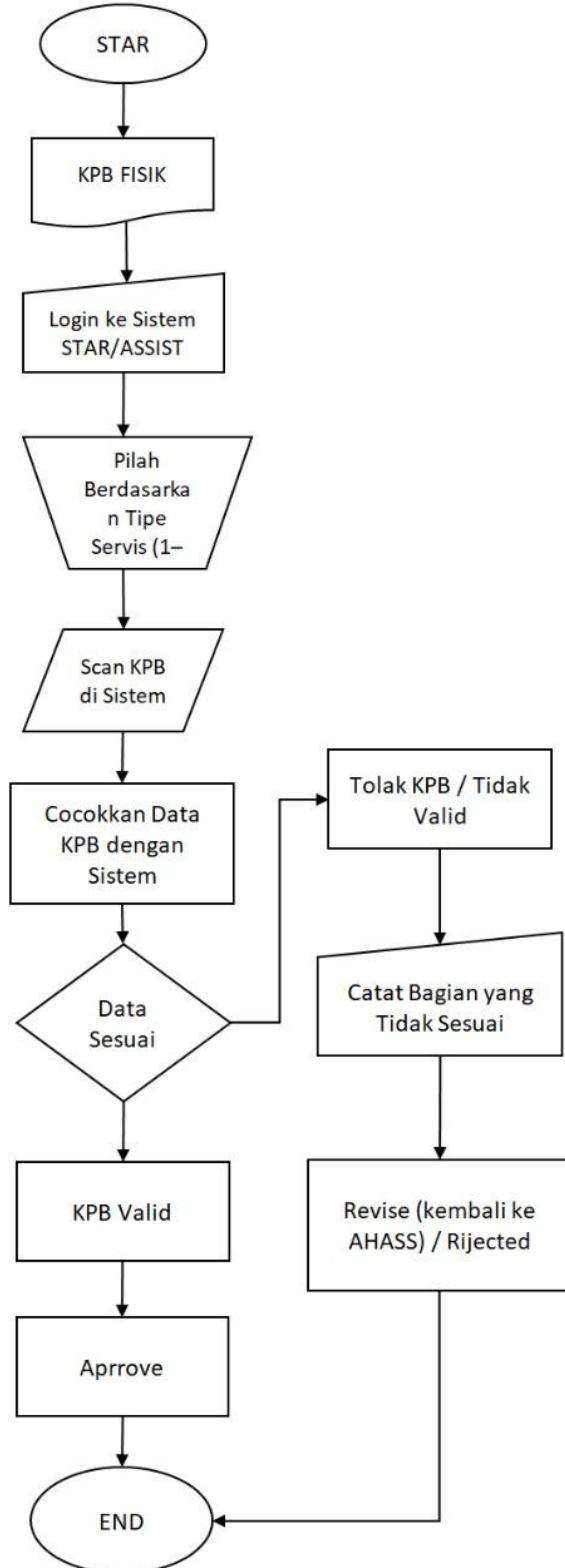 STAR
KPB FISIK
Login ke Sistem
STAR/ASSIST
Pilah
Berdasarka
n Tipe
Servis (1–
Scan KPB
di Sistem
Cocokkan Data
KPB dengan
Sistem
Data
Sesuai
KPB Valid
Aprrove
END
Tolak KPB / Tidak
Valid
Catat Bagian yang
Tidak Sesuai
Revise (kembali ke
AHASS) / Rijected